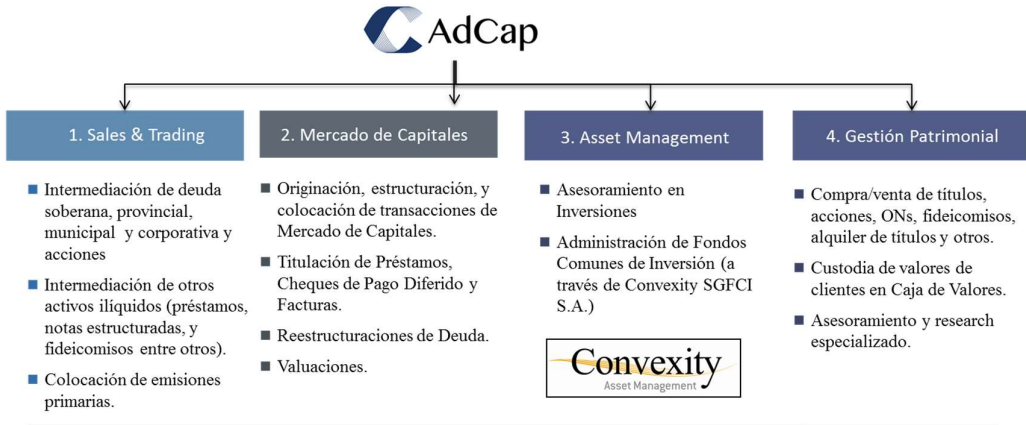 AdCap
1. Sales & Trading
Intermediación de deuda
soberana, provincial,
municipal y corporativa y
acciones
Intermediación de otros
activos ilíquidos (préstamos,
notas estructuradas, y
fideicomisos entre otros).
Colocación de emisiones
primarias.
2. Mercado de Capitales
Originación, estructuración, y
colocación de transacciones de
Mercado de Capitales.
Titulación de Préstamos,
Cheques de Pago Diferido y
Facturas.
Reestructuraciones de Deuda.
Valuaciones.
3. Asset Management
Asesoramiento en
Inversiones
Administración de Fondos
Comunes de Inversión (a
través de Convexity SGFCI
S.A.)
Convexity
Asset Management
4. Gestión Patrimonial
Compra/venta de títulos,
acciones, ONs, fideicomisos,
alquiler de títulos y otros.
Custodia de valores de
clientes en Caja de Valores.
Asesoramiento y research
especializado.